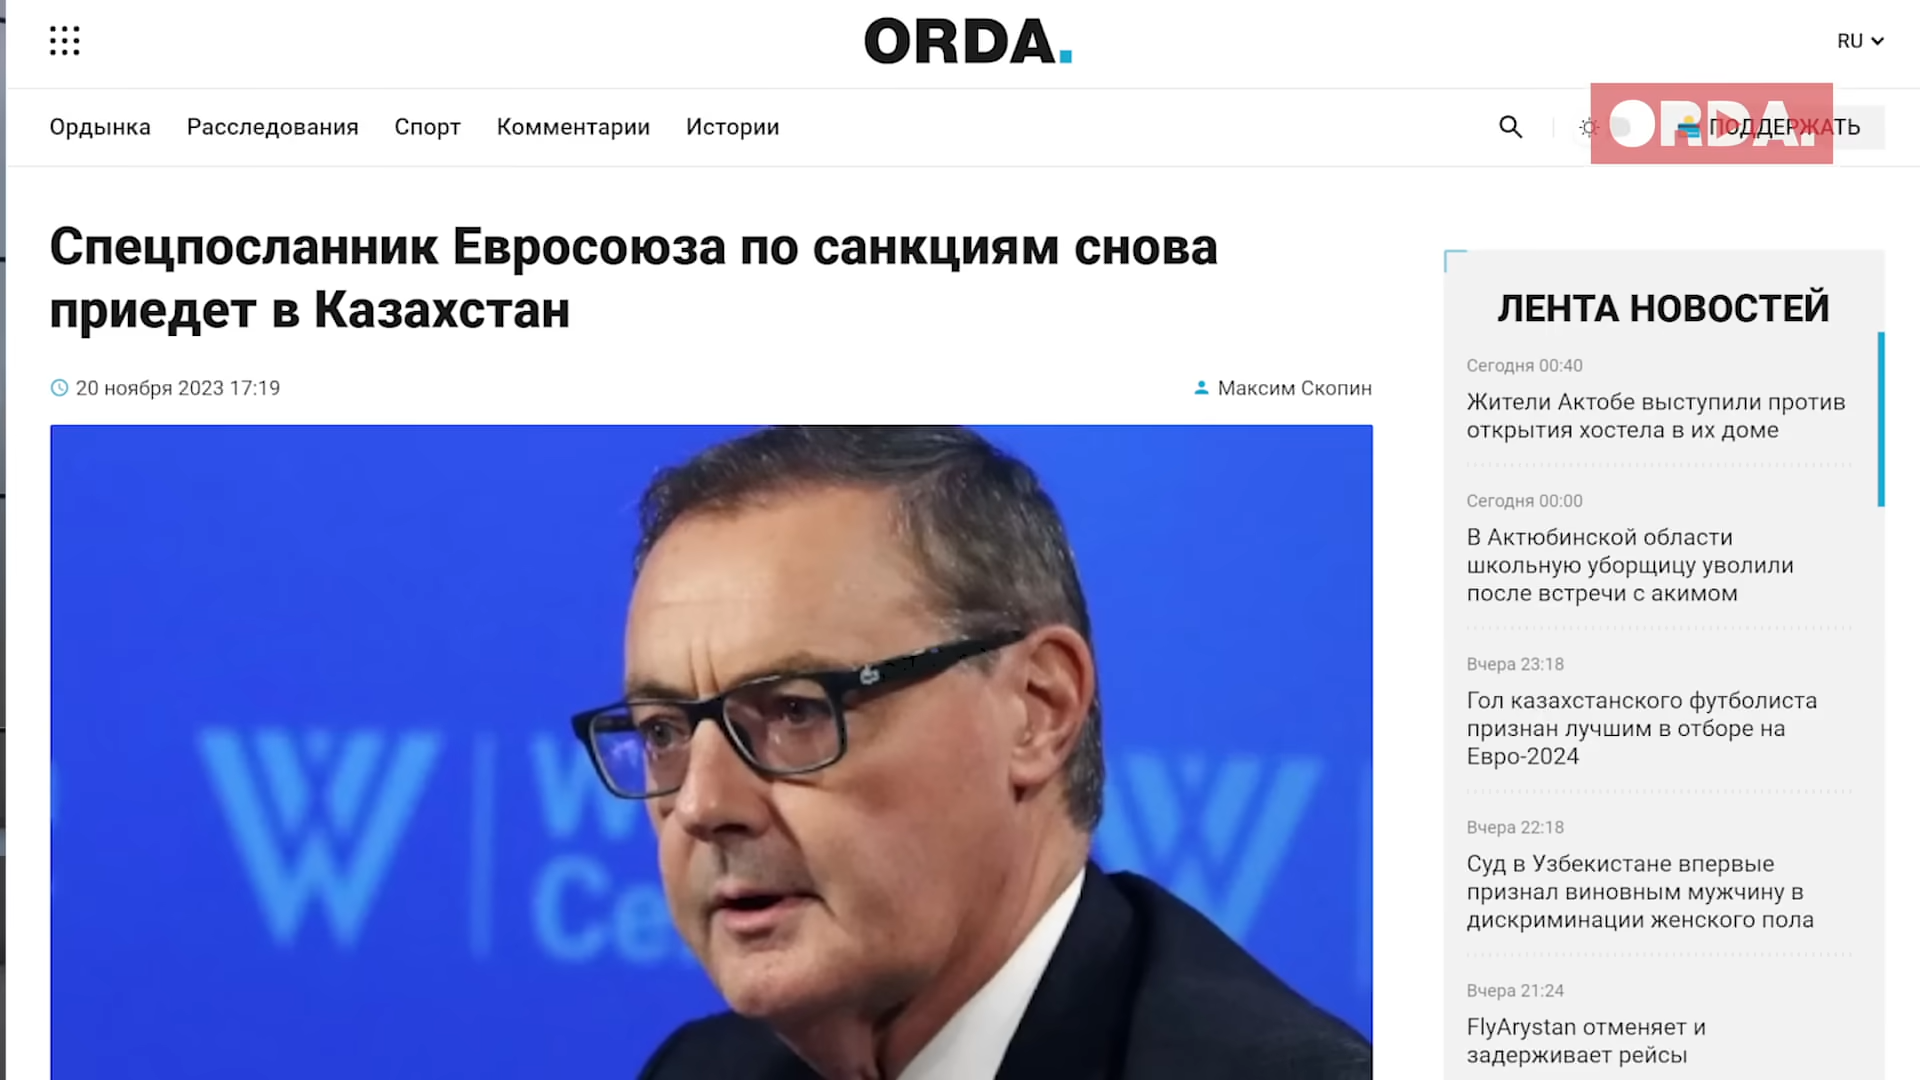 ORDA.
RU
Ордынка
Расследования
Спорт
Комментарии
Истории
ПОДДЕРЖАТЬ
ORDA.
Спецпосланник Евросоюза по санкциям снова
приедет в Казахстан
20 ноября 2023 17:19
Максим Скопин
W
W
Ce
W
ЛЕНТА НОВОСТЕЙ
Сегодня 00:40
Жители Актобе выступили против
открытия хостела в их доме
Сегодня 00:00
В Актюбинской области
школьную уборщицу уволили
после встречи с акимом
Вчера 23:18
Гол казахстанского футболиста
признан лучшим в отборе на
Евро-2024
Вчера 22:18
Суд в Узбекистане впервые
признал виновным мужчину в
дискриминации женского пола
Вчера 21:24
FlyArystan отменяет и
задерживает рейсы